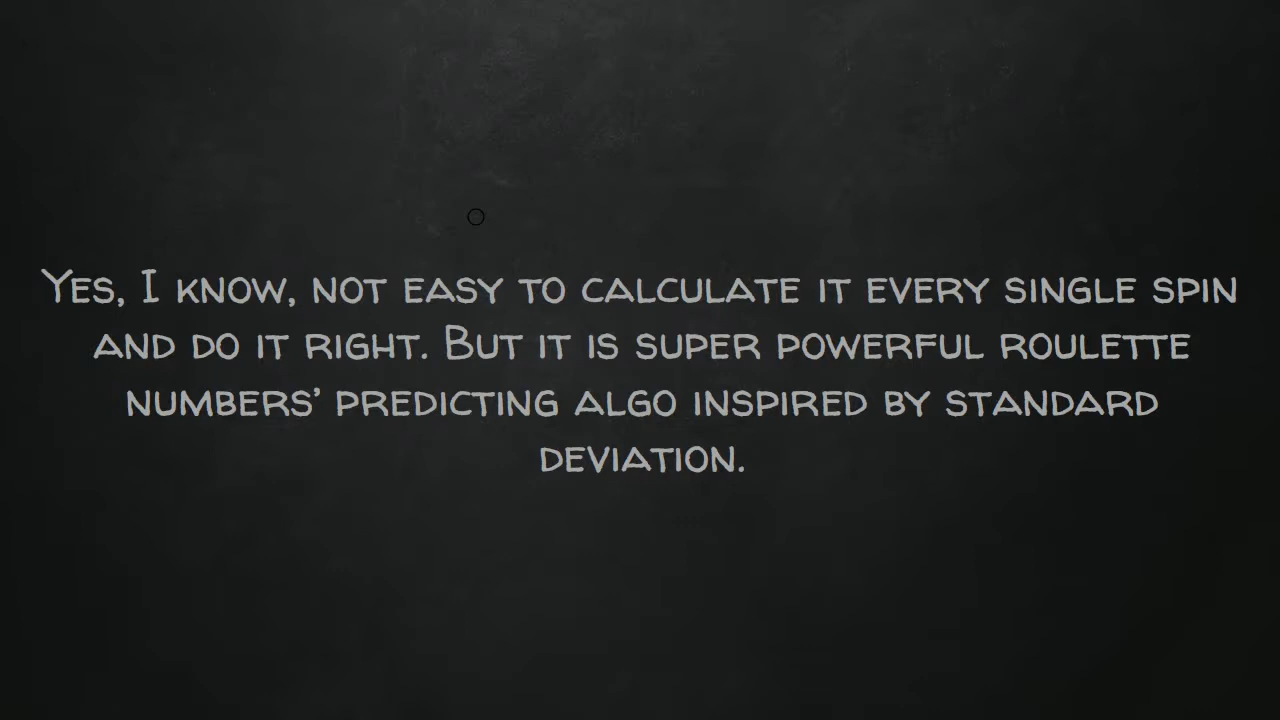 Yes, I know, not easy to calculate it every single spin
and do it right. But it is super powerful roulette
numbers’ predicting algo inspired by standard
deviation.